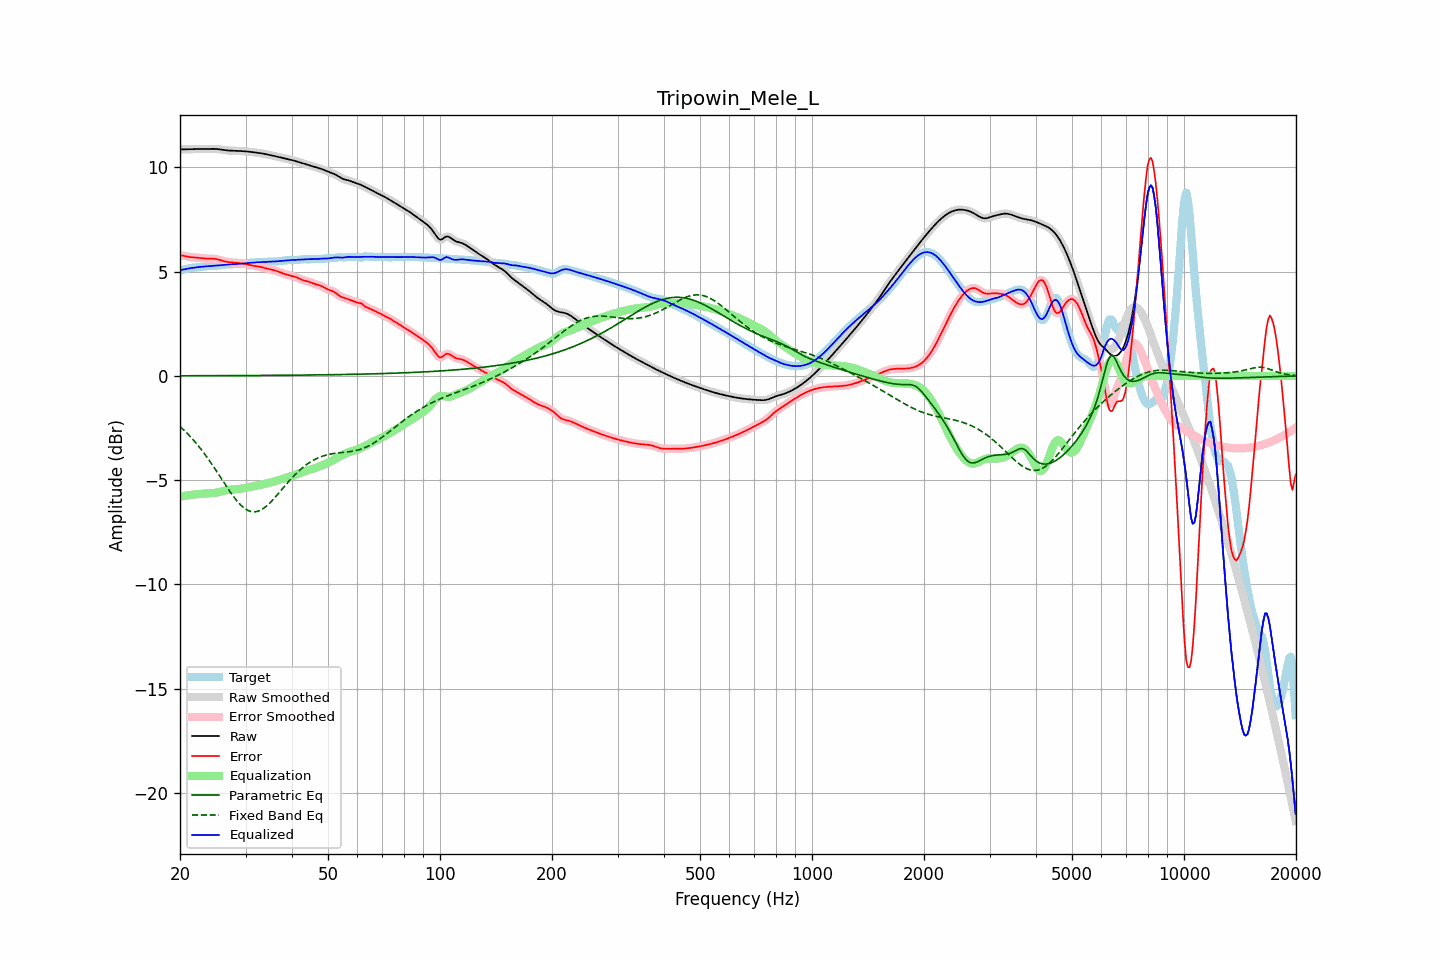 Tripowin_Mele_L
Amplitude (dBr)
10
5
0
−5
−10
−15
−20
Target
Raw Smoothed
Error Smoothed
Raw
Error
Equalization
Parametric Eq
Fixed Band Eq
Equalized
20 50 100 200 500 1000 2000 5000 10000 20000
Frequency (Hz)